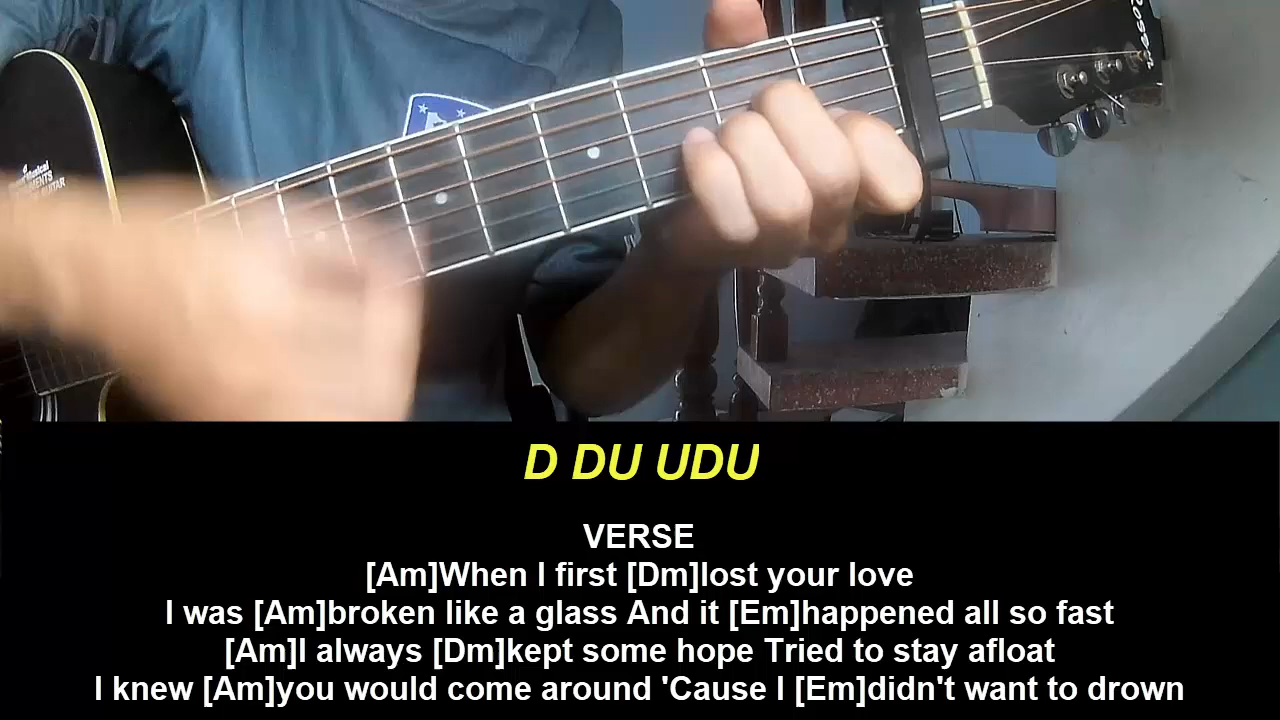 D DU UDU
VERSE
[Am]When I first [Dm]lost your love
I was [Am]broken like a glass And it [Em]happened all so fast
[Am]I always [Dm]kept some hope Tried to stay afloat
I knew [Am]you would come around 'Cause I [Em]didn't want to drown